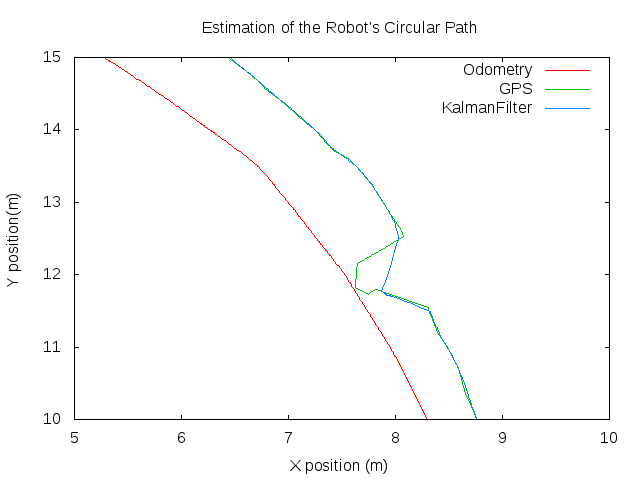 Estimation of the Robot's Circular Path
15
14
13
12
11
10
Y position(m)
Odometry
GPS
KalmanFilter
5 6 7 8 9 10
X position (m)